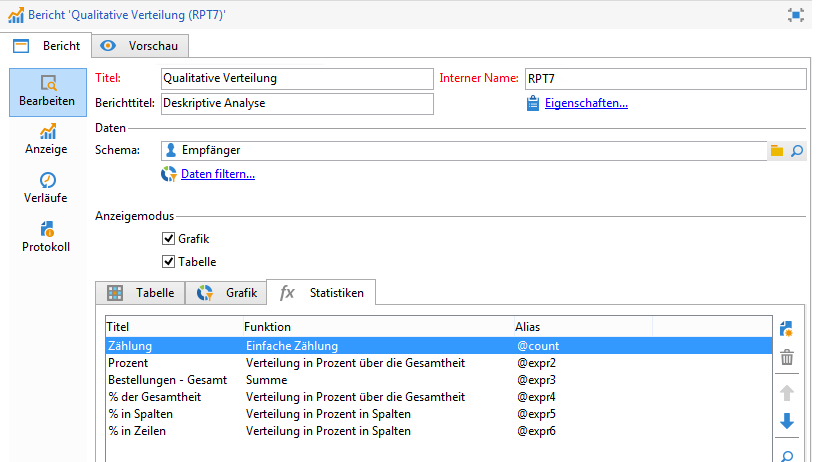 Bericht 'Qualitative Verteilung (RPT7)'
Bericht Vorschau
Bearbeiten
Anzeige
Verläufe
Protokoll
Titel: Qualitative Verteilung Interner Name: RPT7
Berichttitel: Deskriptive Analyse Eigenschaften...
Daten
Schema: Empfänger
Daten filtern...
Anzeigemodus
Grafik
Tabelle
Tabelle Grafik fx Statistiken
Titel Funktion Alias
Zählung Einfache Zählung @count
Prozent Verteilung in Prozent über die Gesamtheit @expr2
Bestellungen - Gesamt Summe @expr3
% der Gesamtheit Verteilung in Prozent über die Gesamtheit @expr4
% in Spalten Verteilung in Prozent in Spalten @expr5
% in Zeilen Verteilung in Prozent in Spalten @expr6